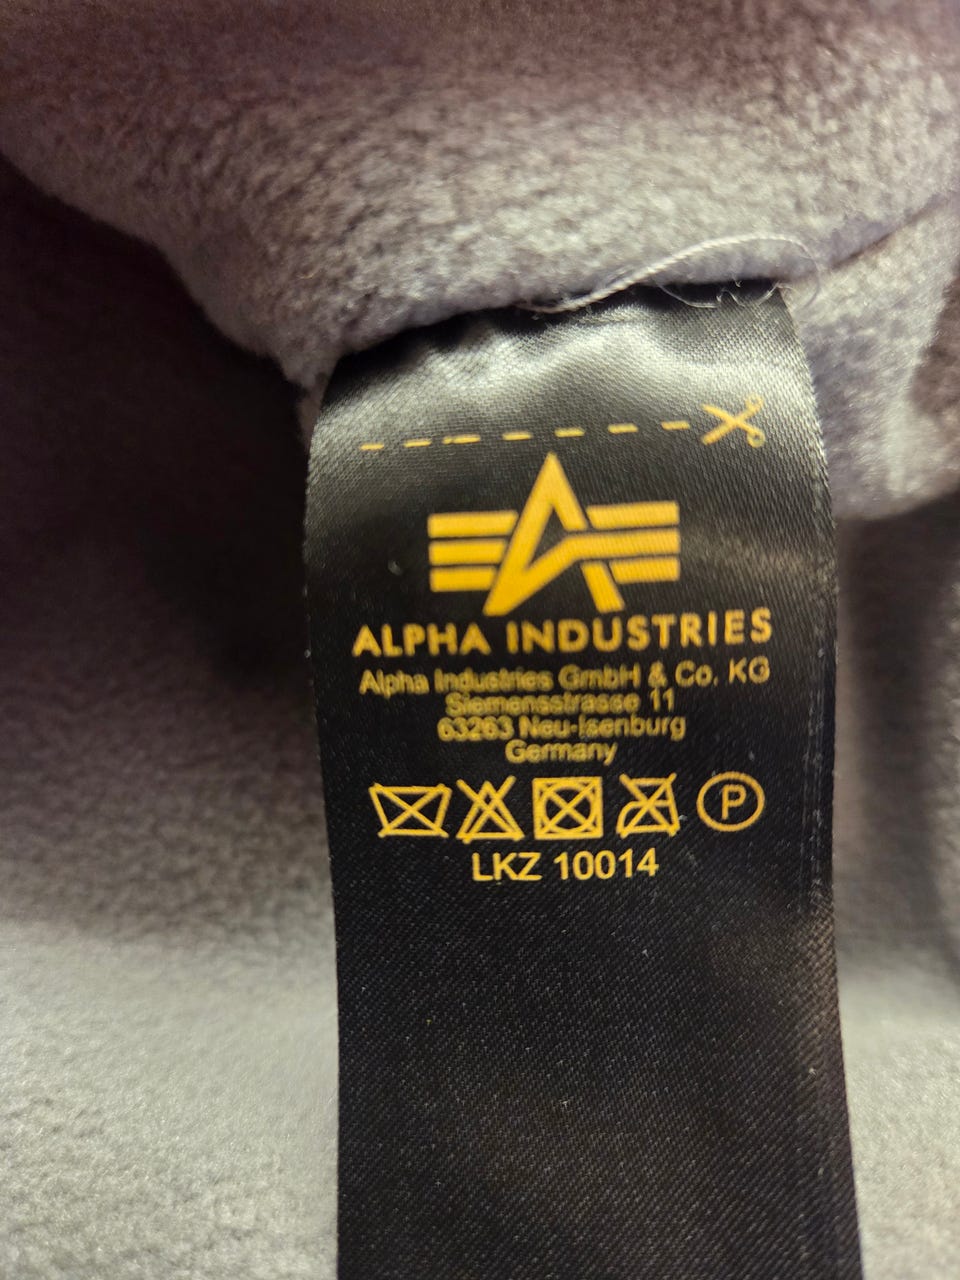 ALPHA INDUSTRIES
Alpha Industries GmbH & Co. KG
Siemensstrasse 11
63263 Neu-Isenburg
Germany
P
LKZ 10014